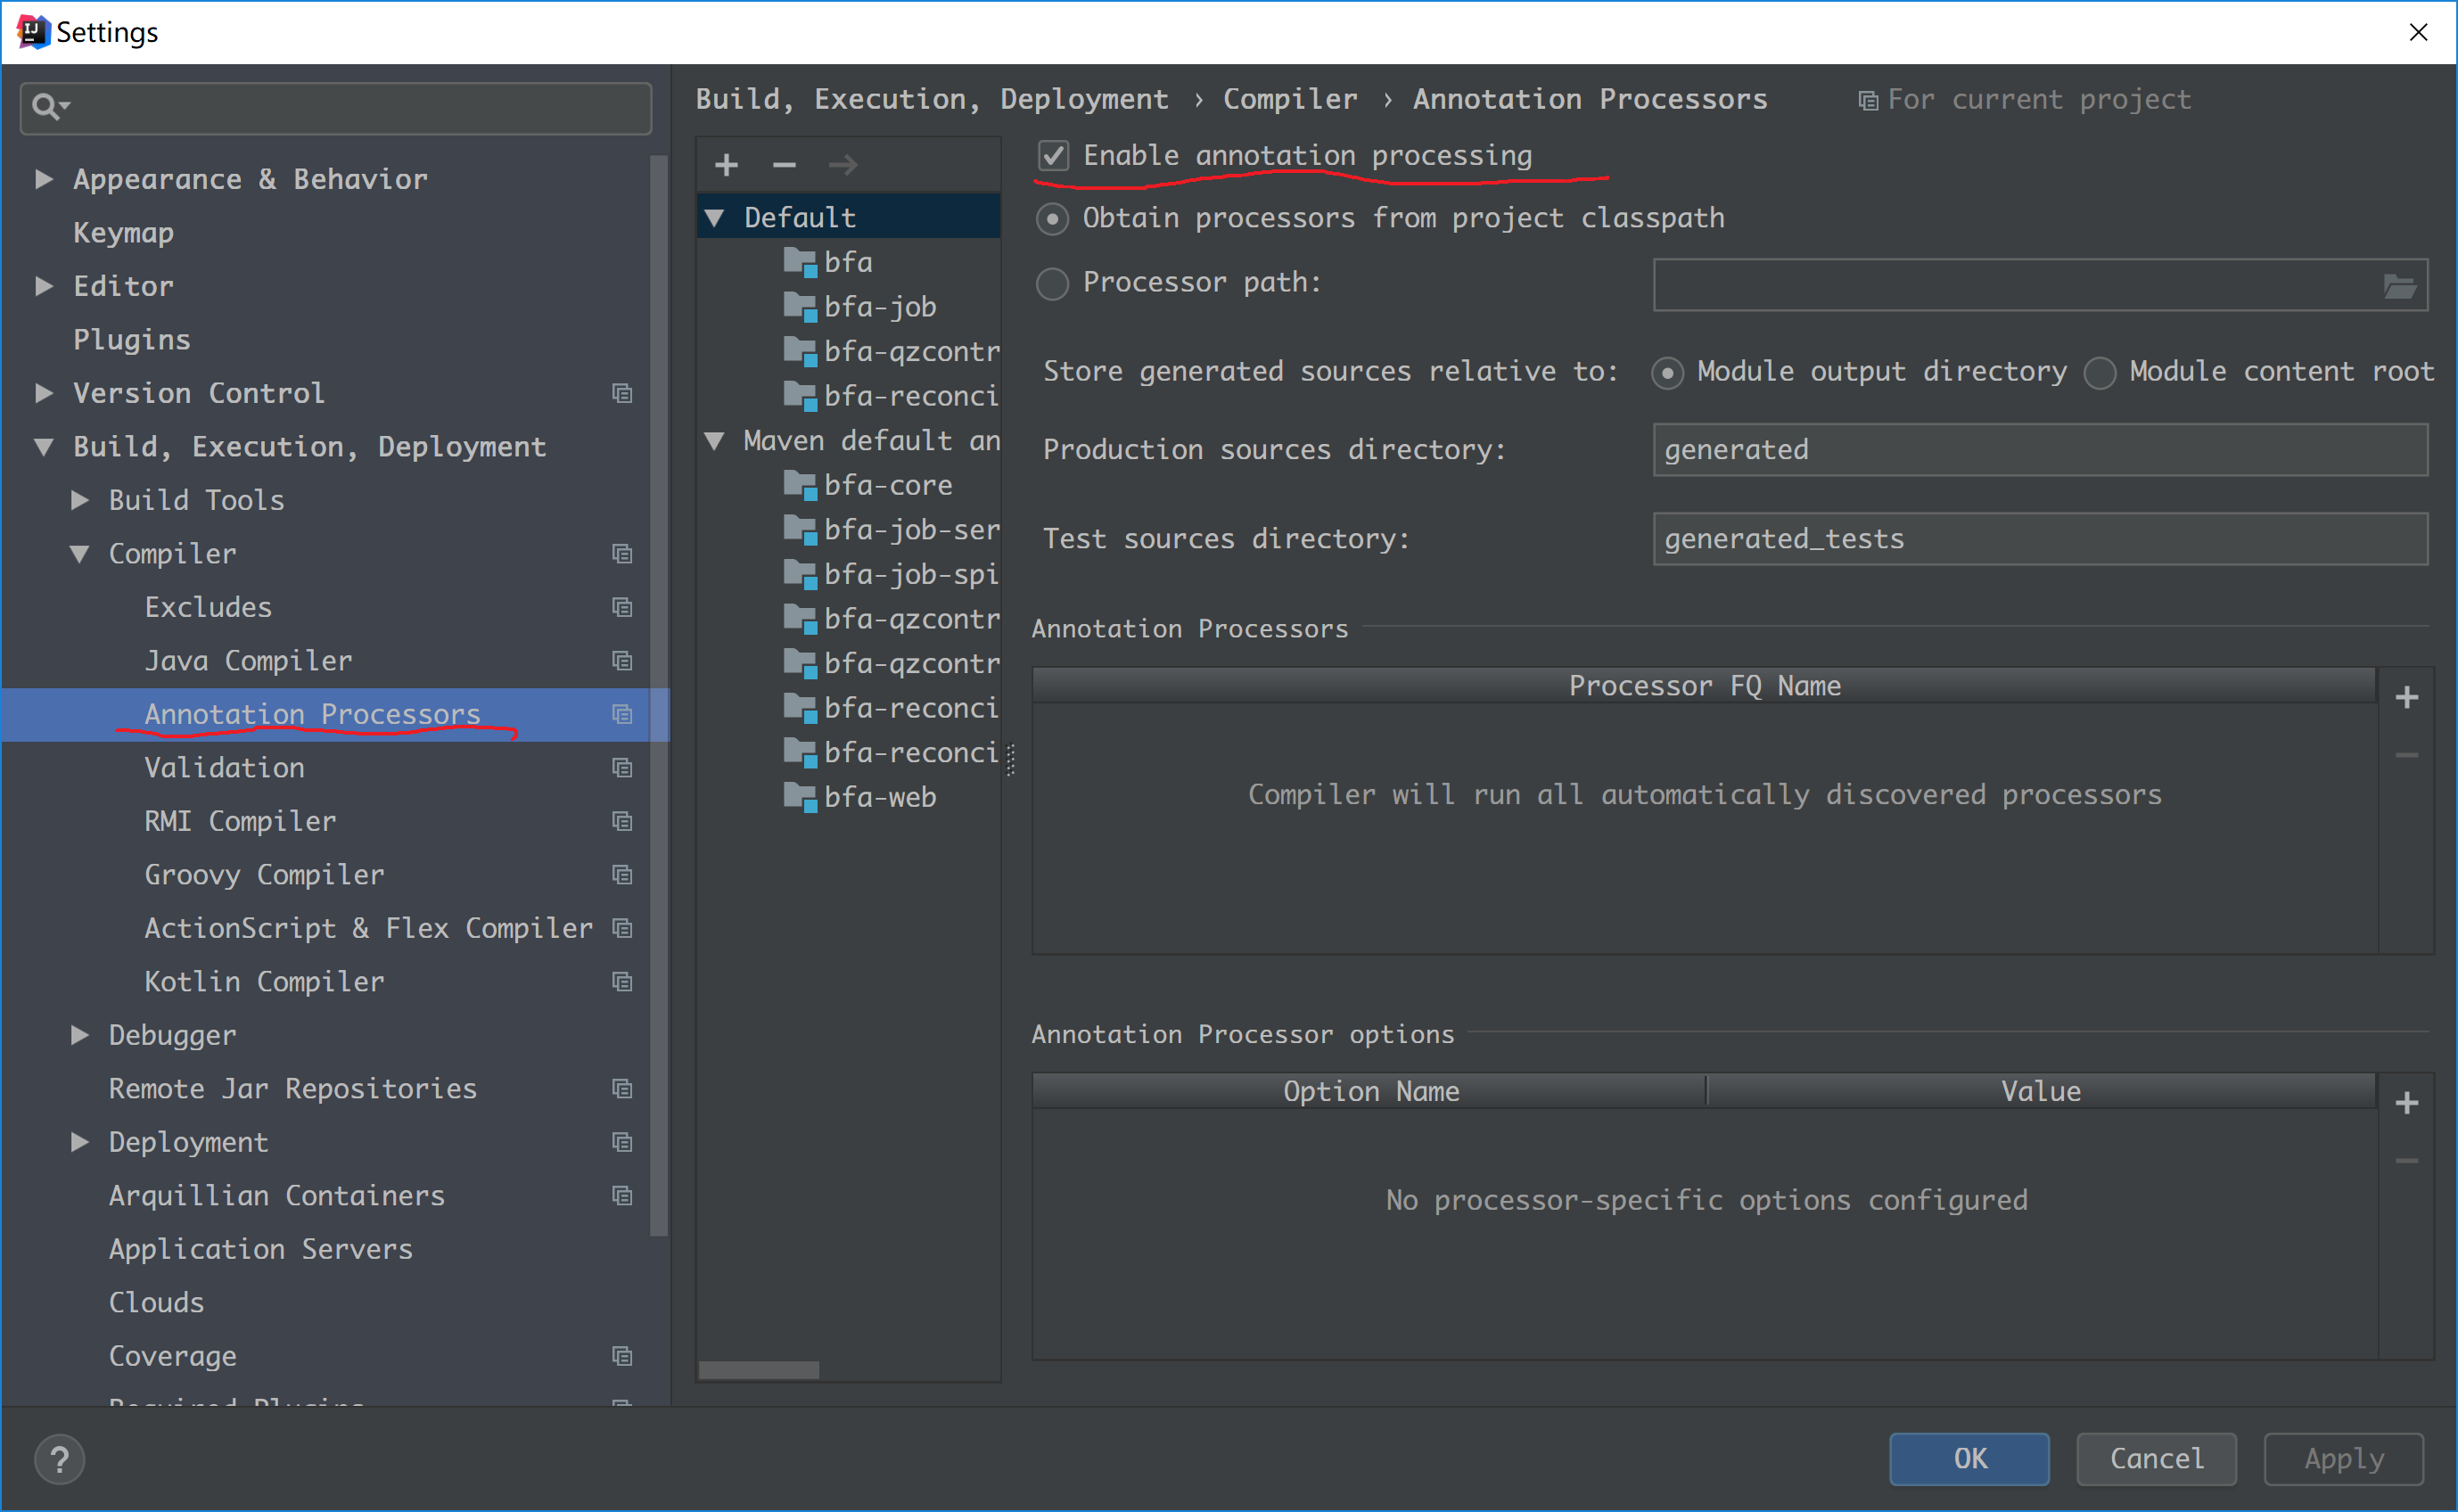 Settings
Appearance & Behavior
Keymap
Editor
Plugins
Version Control
Build, Execution, Deployment
Build Tools
Compiler
Excludes
Java Compiler
Annotation Processors
Validation
RMI Compiler
Groovy Compiler
ActionScript & Flex Compiler
Kotlin Compiler
Debugger
Remote Jar Repositories
Deployment
Arquillian Containers
Application Servers
Clouds
Coverage
Required Plugins
Build, Execution, Deployment › Compiler › Annotation Processors For current project
Default
bfa
bfa-job
bfa-qzcontr
bfa-reconci
Maven default an
bfa-core
bfa-job-ser
bfa-job-spi
bfa-qzcontr
bfa-qzcontr
bfa-reconci
bfa-reconci
bfa-web
Enable annotation processing
Obtain processors from project classpath
Processor path:
Store generated sources relative to: Module output directory Module content root
Production sources directory: generated
Test sources directory: generated_tests
Annotation Processors
Processor FQ Name
Compiler will run all automatically discovered processors
Annotation Processor options
Option Name Value
No processor-specific options configured
?
OK Cancel Apply